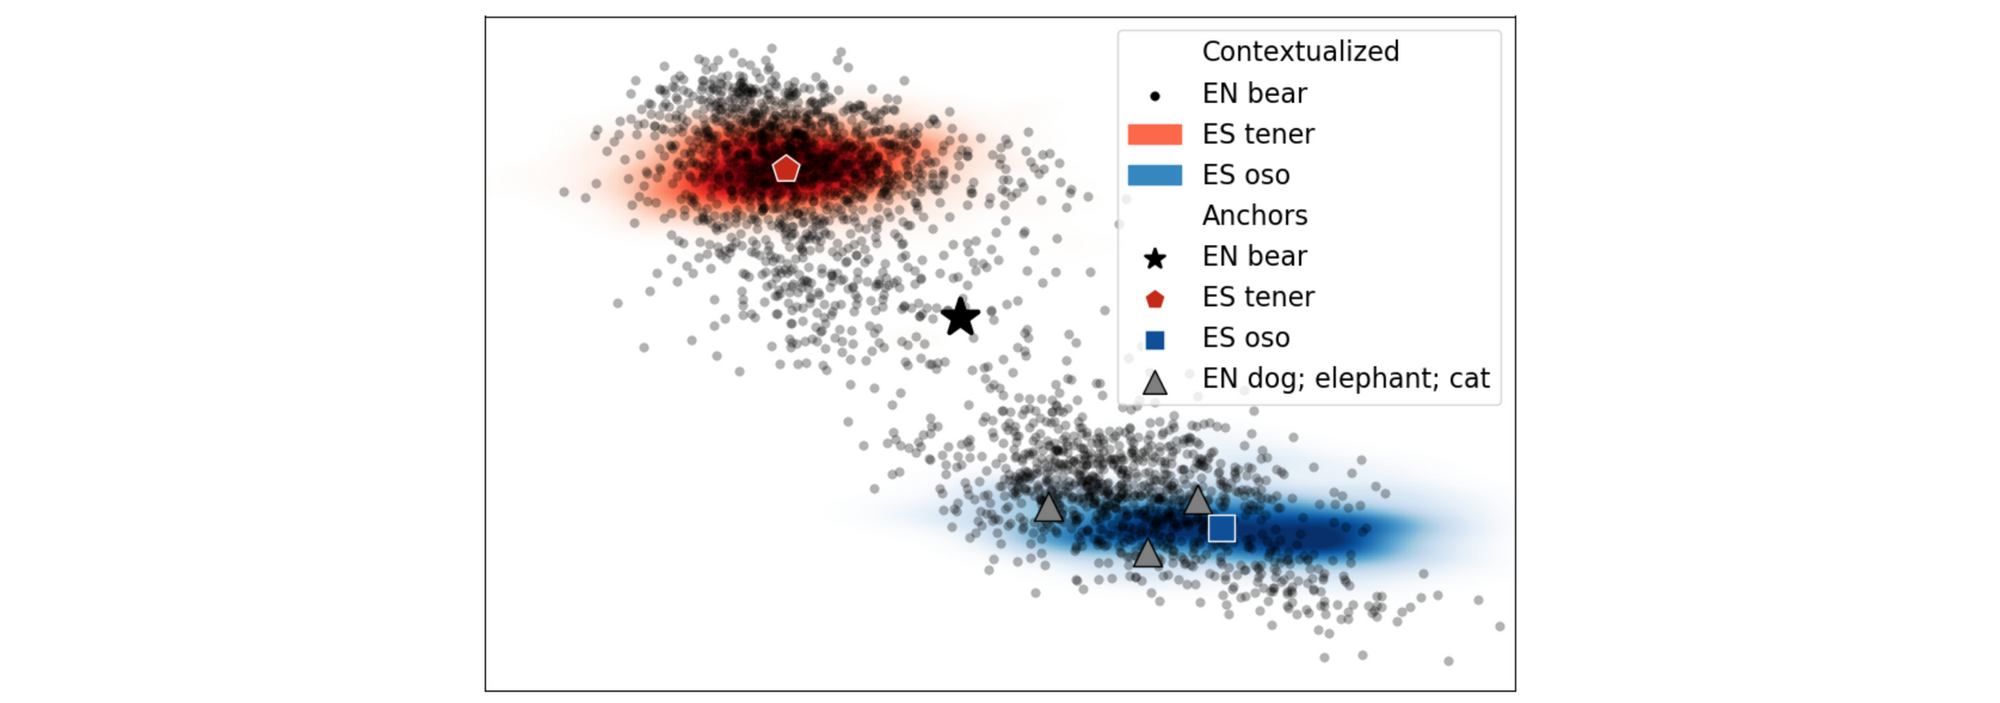 Contextualized
EN bear
ES tener
ES oso
Anchors
EN bear
ES tener
ES oso
EN dog; elephant; cat